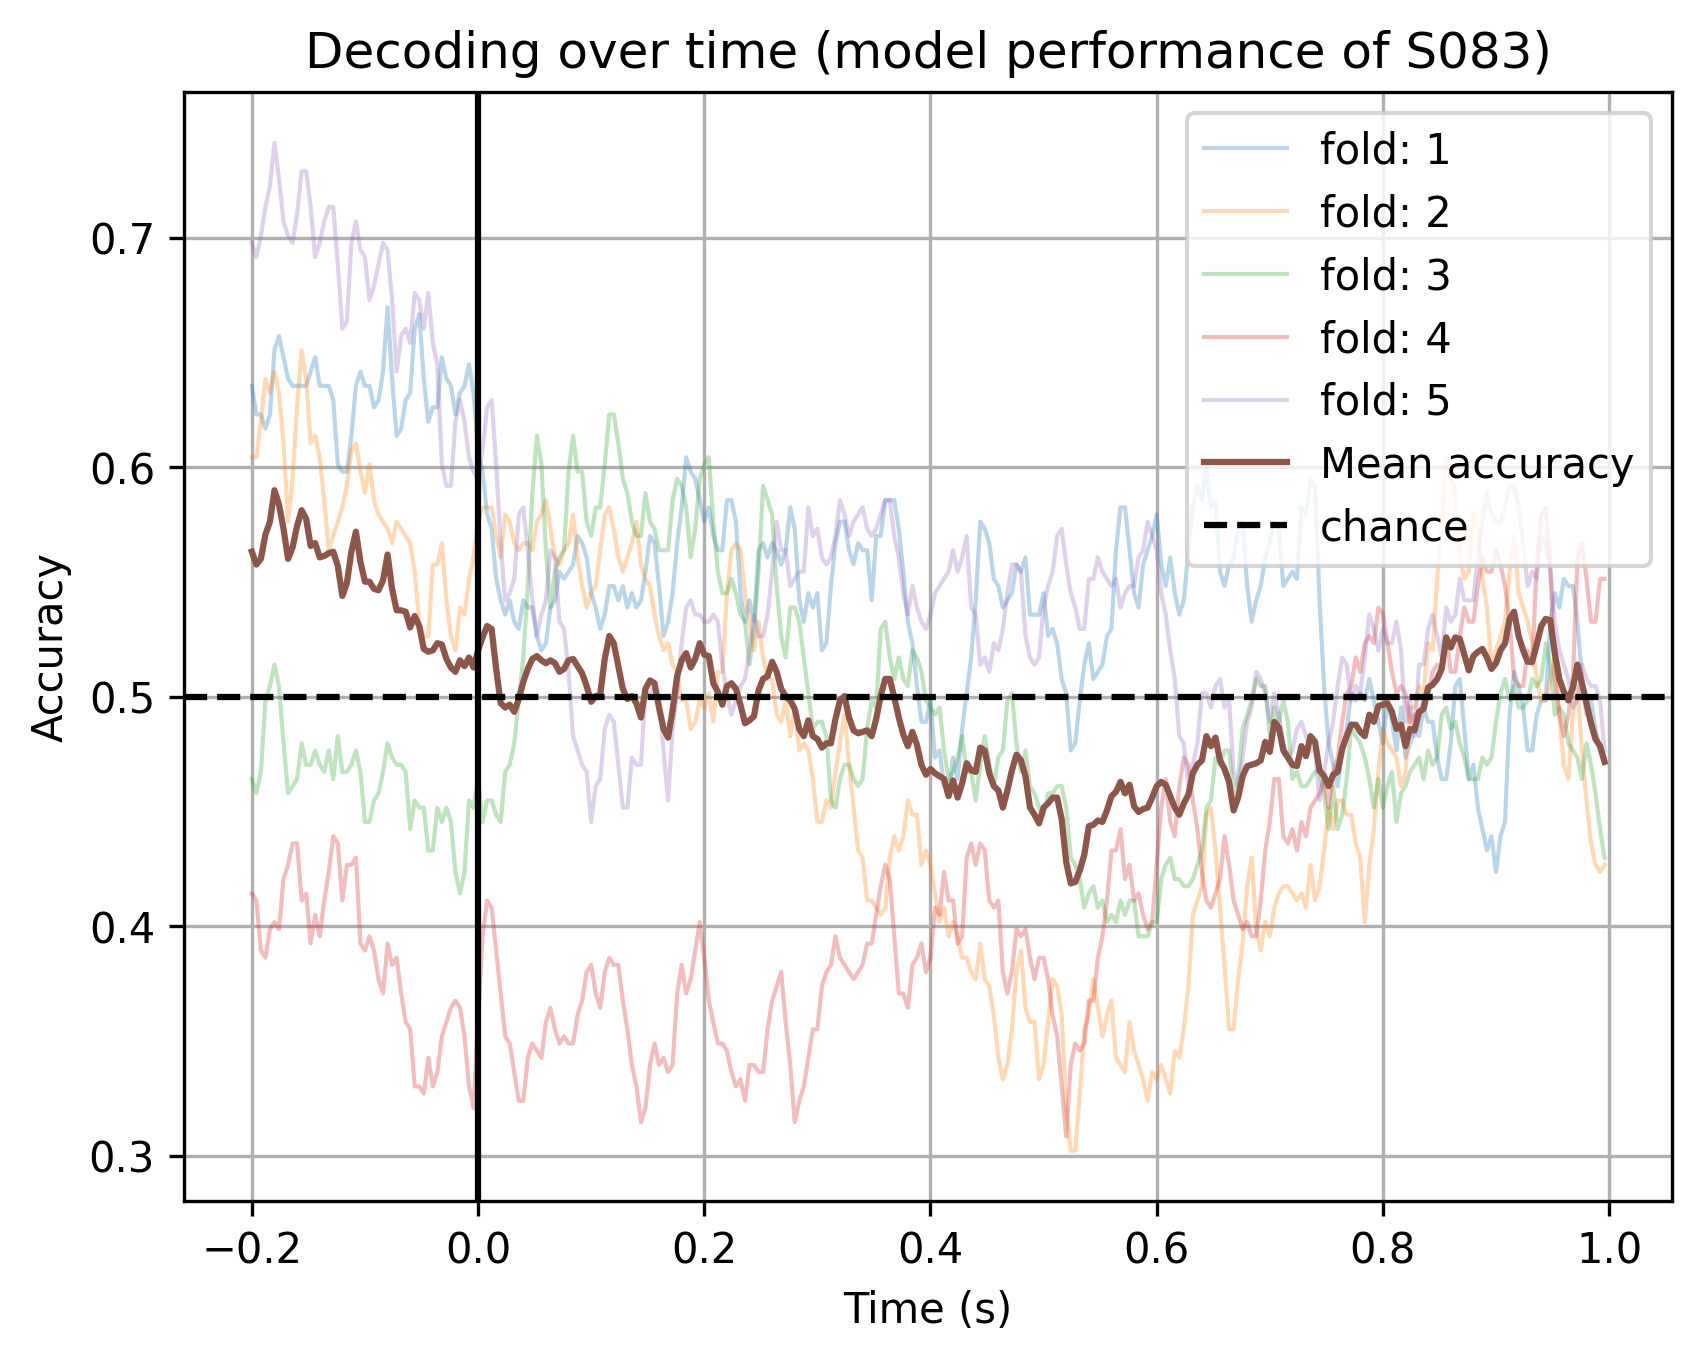 Decoding over time (model performance of S083)
fold: 1
fold: 2
fold: 3
fold: 4
fold: 5
Mean accuracy
chance
Accuracy
0.7
0.6
0.5
0.4
0.3
−0.2 0.0 0.2 0.4 0.6 0.8 1.0
Time (s)